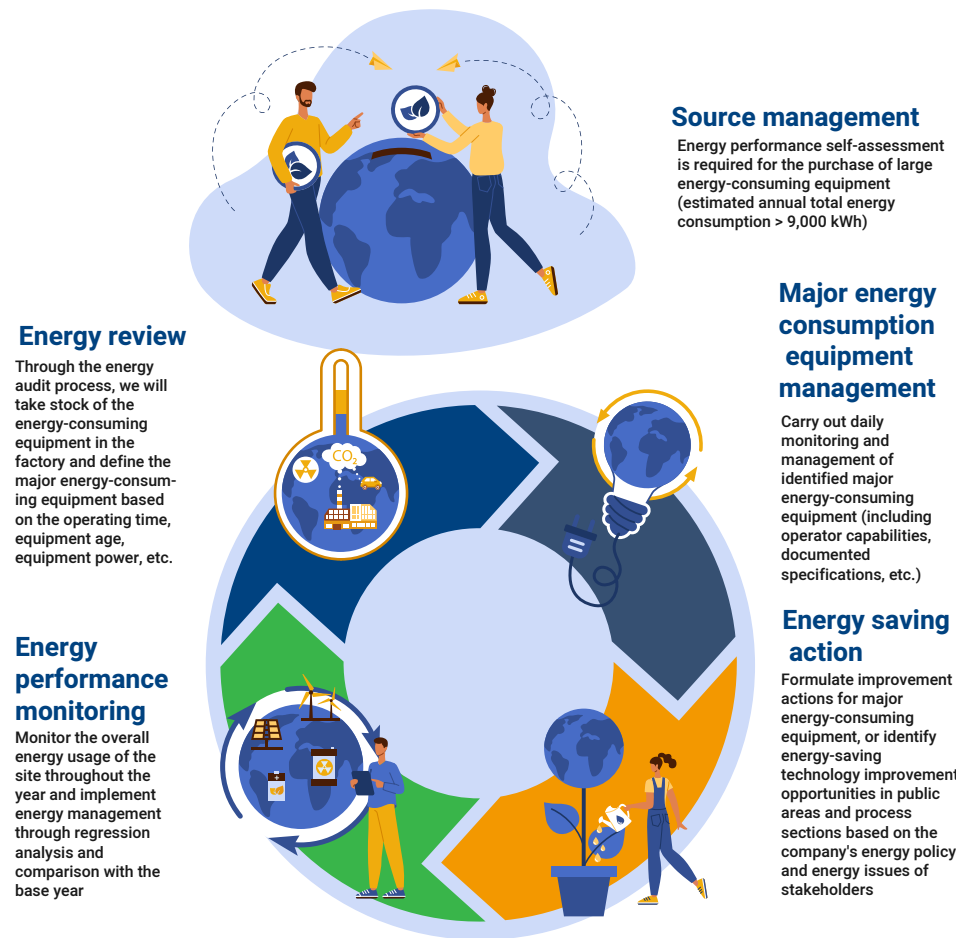 Source management
Energy performance self-assessment
is required for the purchase of large
energy-consuming equipment
(estimated annual total energy
consumption > 9,000 kWh)
Major energy
consumption
equipment
management
Carry out daily
monitoring and
management of
identified major
energy-consuming
equipment (including
operator capabilities,
documented
specifications, etc.)
Energy saving
action
Formulate improvement
actions for major
energy-consuming
equipment, or identify
energy-saving
technology improvement
opportunities in public
areas and process
sections based on the
company's energy policy
and energy issues of
stakeholders
Energy performance
monitoring
Monitor the overall
energy usage of the
site throughout the
year and implement
energy management
through regression
analysis and
comparison with the
base year
Energy review
Through the energy
audit process, we will
take stock of the
energy-consuming
equipment in the
factory and define the
major energy-consum-
ing equipment based
on the operating time,
equipment age,
equipment power, etc.
CO2